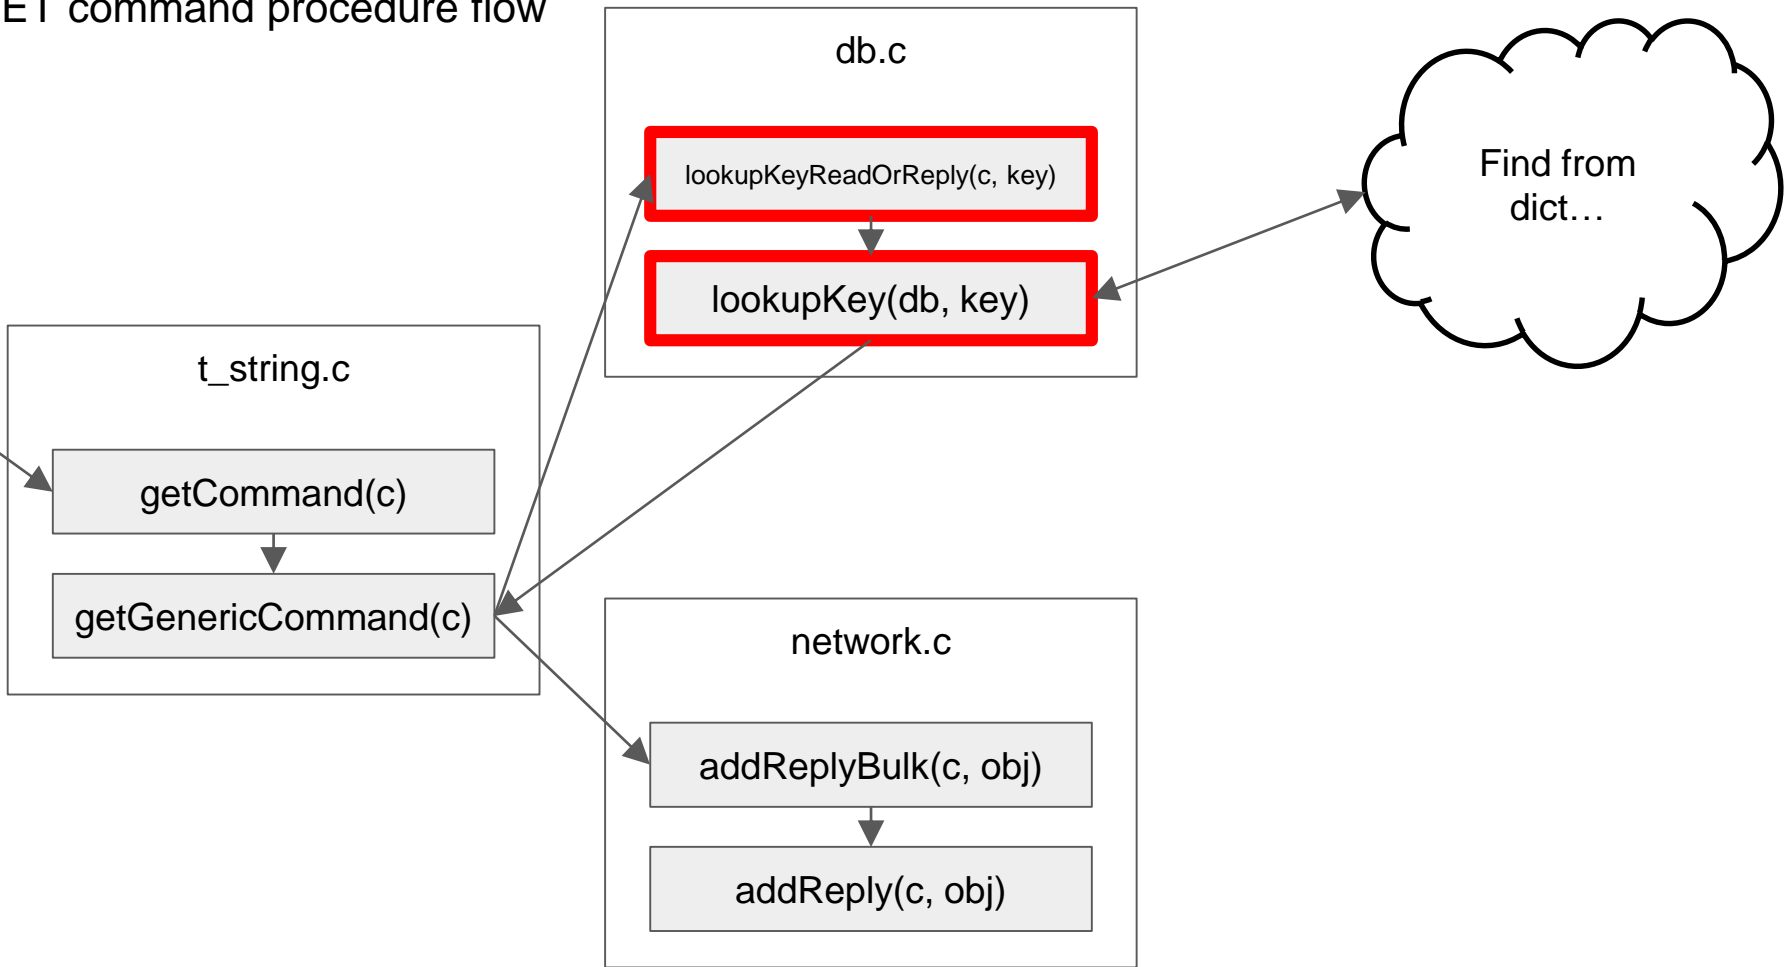 ET command procedure flow
db.c
lookupKeyReadOrReply(c, key)
lookupKey(db, key)
Find from
dict…
t_string.c
getCommand(c)
getGenericCommand(c)
network.c
addReplyBulk(c, obj)
addReply(c, obj)